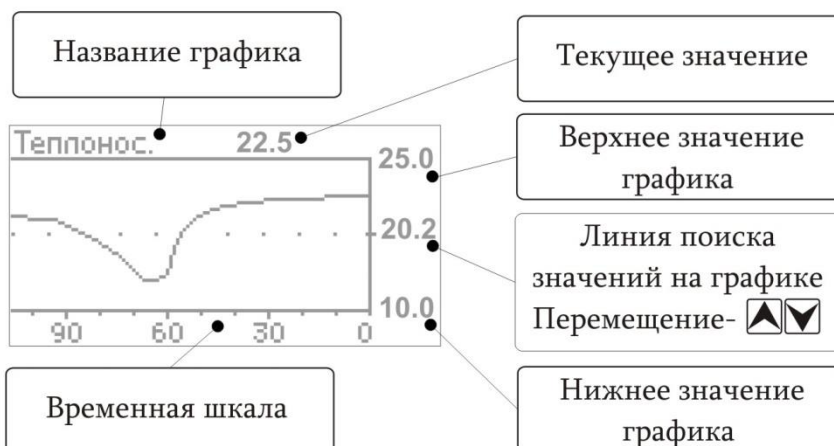 Название графика
Текущее значение
Теплонос. 22.5
25.0
Верхнее значение
графика
20.2
Линия поиска
значений на графике
Перемещение-
10.0
90 60 30 0
Временная шкала
Нижнее значение
графика